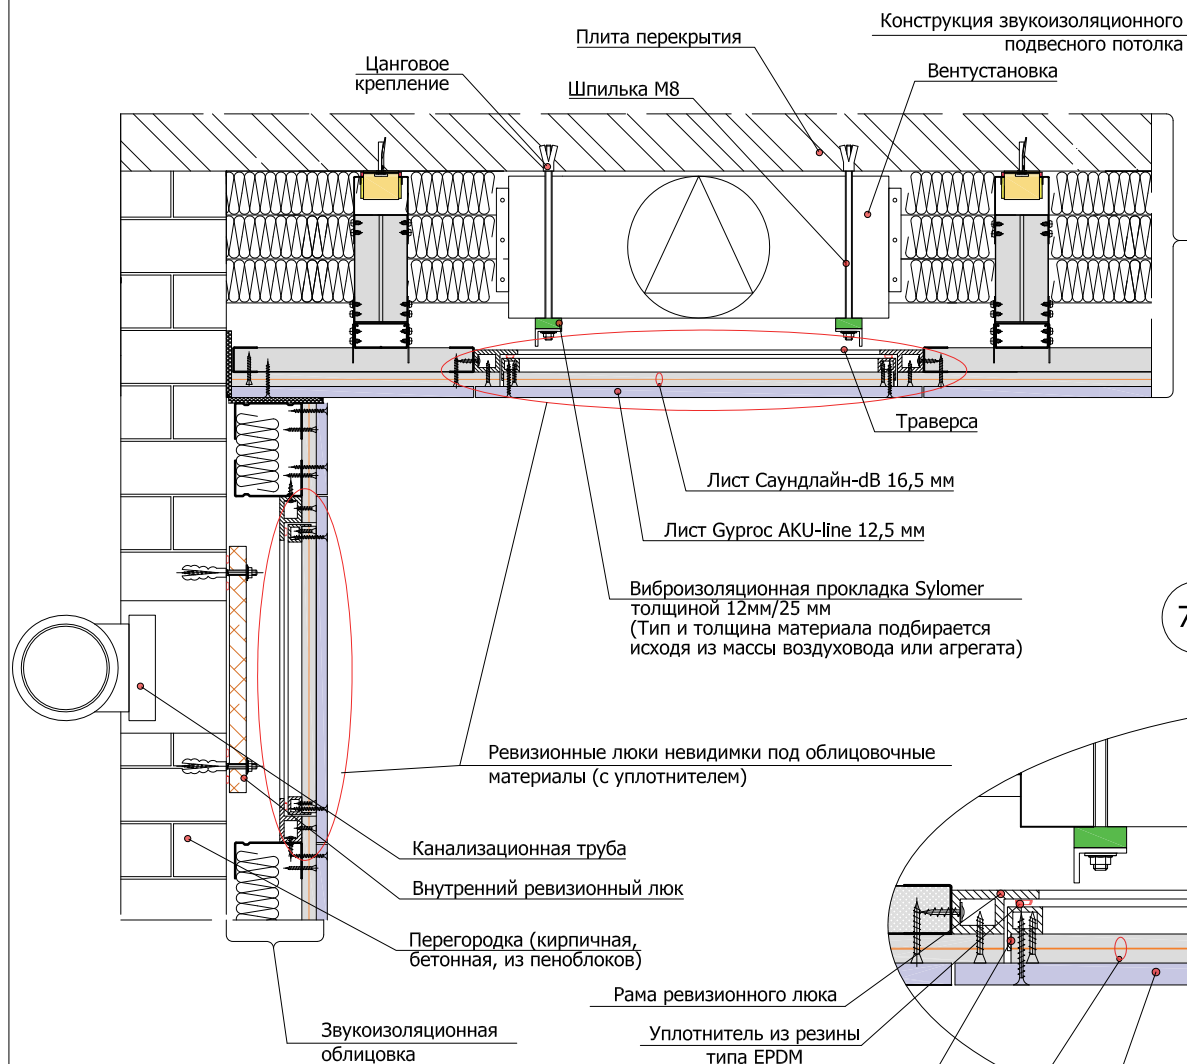 Конструкция звукоизоляционного
подвесного потолка
Плита перекрытия
Цанговое
крепление
Вентустановка
Шпилька М8
Траверса
Лист Саундлайн-dB 16,5 мм
Лист Gyproc AKU-line 12,5 мм
Виброизоляционная прокладка Sylomer
толщиной 12мм/25 мм
(Тип и толщина материала подбирается
исходя из массы воздуховода или агрегата)
7
Ревизионные люки невидимки под облицовочные
материалы (с уплотнителем)
Канализационная труба
Внутренний ревизионный люк
Перегородка (кирпичная,
бетонная, из пеноблоков)
Рама ревизионного люка
Звукоизоляционная
облицовка
Уплотнитель из резины
типа EPDM